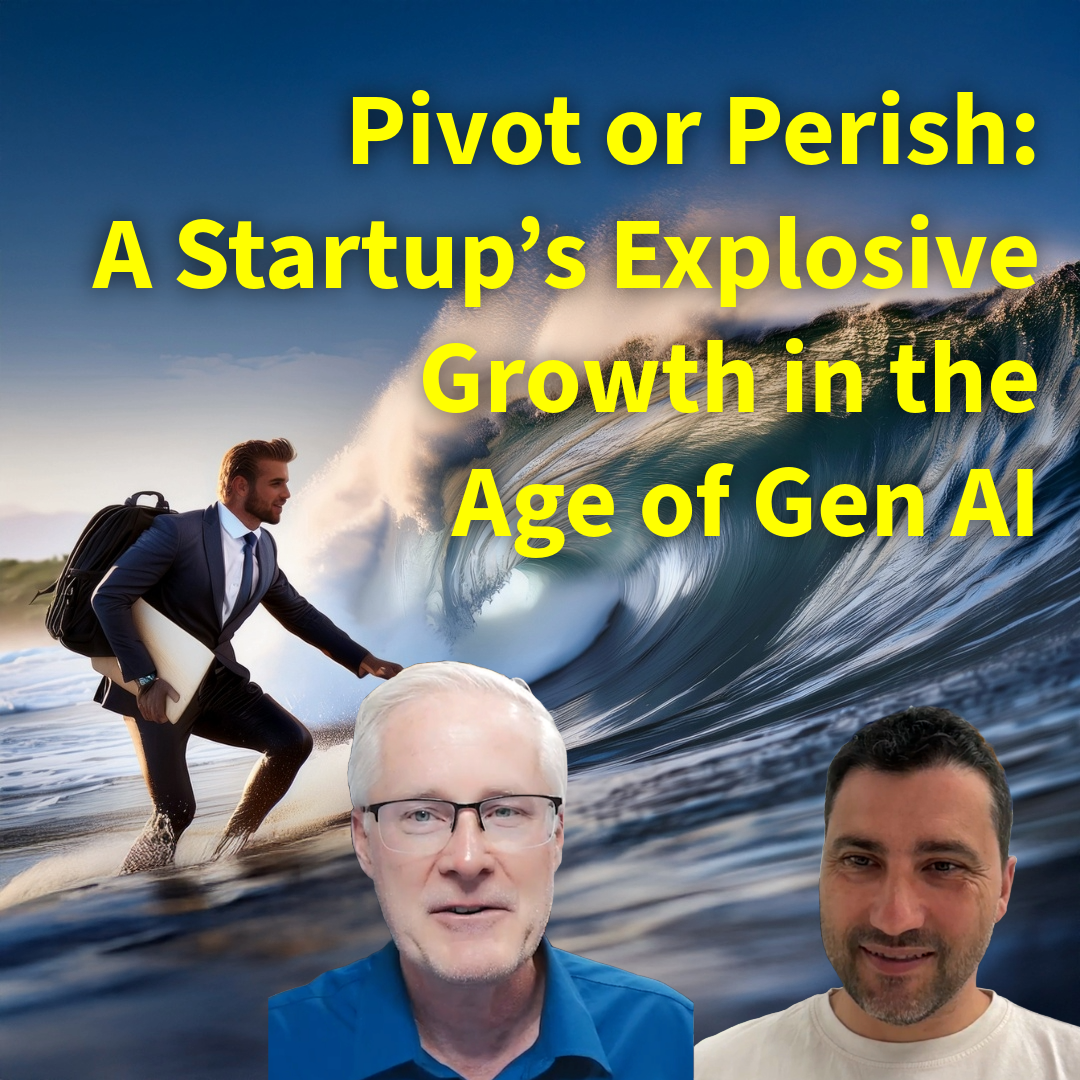 Pivot or Perish:
A Startup’s Explosive
Growth in the
Age of Gen AI